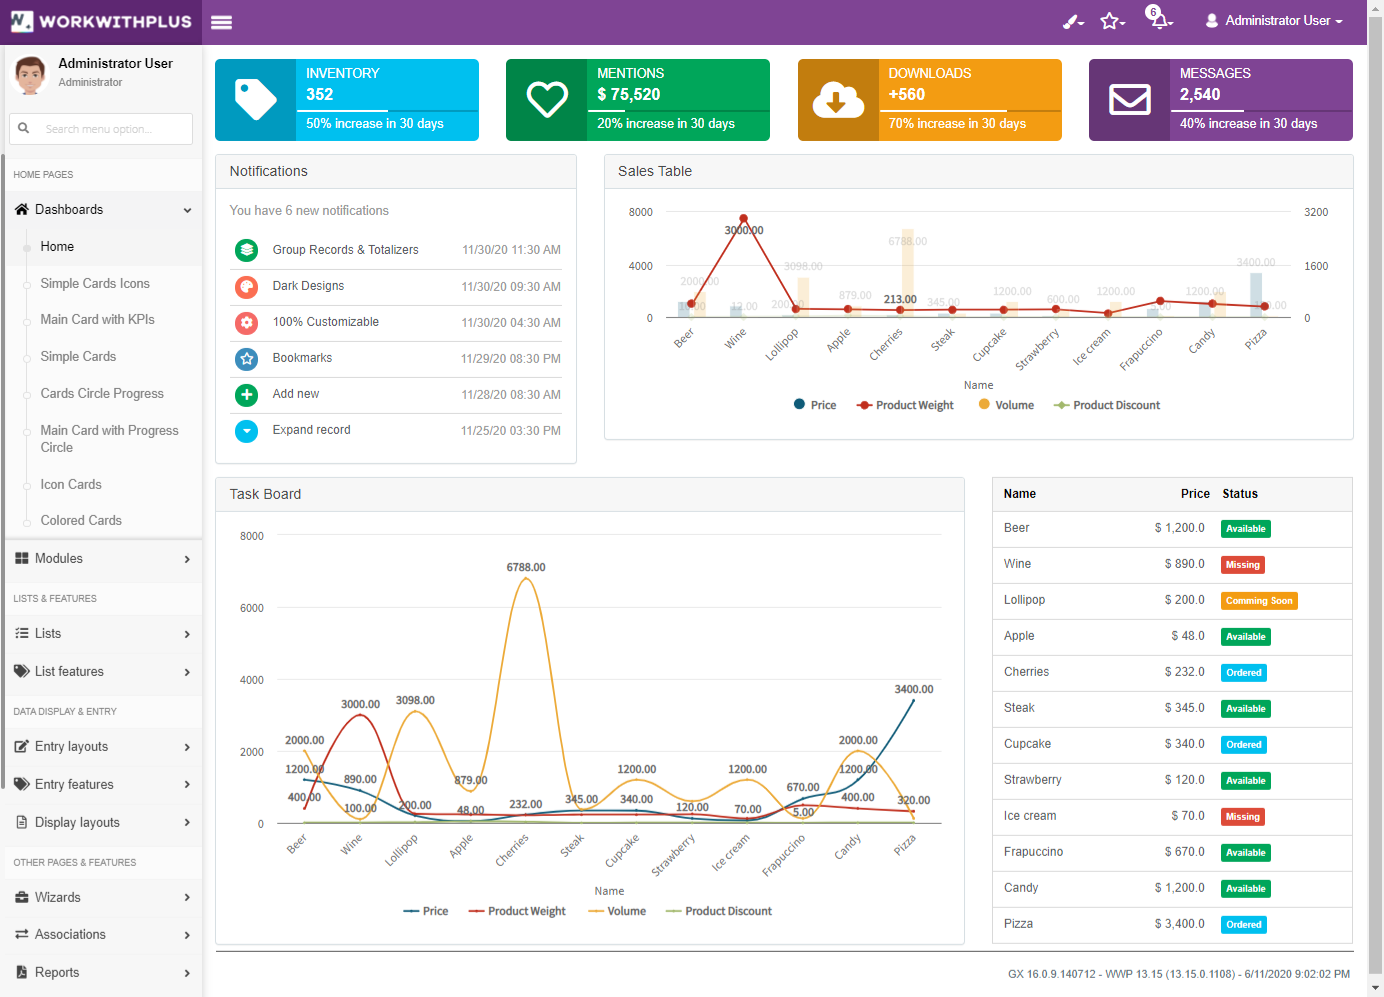 WORKWITHPLUS
6
Administrator User
Administrator User
Administrator
Search menu option...
HOME PAGES
Dashboards
Home
Simple Cards Icons
Main Card with KPIs
Simple Cards
Cards Circle Progress
Main Card with Progress
Circle
Icon Cards
Colored Cards
Modules
LISTS & FEATURES
Lists
List features
DATA DISPLAY & ENTRY
Entry layouts
Entry features
Display layouts
OTHER PAGES & FEATURES
Wizards
Associations
Reports
INVENTORY
352
50% increase in 30 days
MENTIONS
$ 75,520
20% increase in 30 days
DOWNLOADS
+560
70% increase in 30 days
MESSAGES
2,540
40% increase in 30 days
Notifications
You have 6 new notifications
Group Records & Totalizers 11/30/20 11:30 AM
Dark Designs 11/30/20 09:30 AM
100% Customizable 11/30/20 04:30 AM
Bookmarks 11/29/20 08:30 PM
Add new 11/28/20 08:30 AM
Expand record 11/25/20 03:30 PM
Sales Table
8000 3200
3000.00 6788.00
4000 3098.00 3400.00 1600
2000.00 879.00 213.00 345.00 1200.00 600.00 1200.00 1200.00
12.00
0 0
Beer Wine Lollipop Apple Cherries Steak Cupcake Strawberry Ice cream Frapuccino Candy Pizza
Name
Price Product Weight Volume Product Discount
Task Board
8000
6788.00
6000
4000
3400.00
3000.00 3098.00
2000
2000.00 2000.00
1200.00 890.00 879.00 1200.00 1200.00 1200.00
400.00 100.00 200.00 48.00 232.00 345.00 340.00 120.00 70.00 670.00 5.00 400.00 320.00
0
Beer Wine Lollipop Apple Cherries Steak Cupcake Strawberry Ice cream Frapuccino Candy Pizza
Name
Price Product Weight Volume Product Discount
Name Price Status
Beer $ 1,200.0 Available
Wine $ 890.0 Missing
Lollipop $ 200.0 Comming Soon
Apple $ 48.0 Available
Cherries $ 232.0 Ordered
Steak $ 345.0 Available
Cupcake $ 340.0 Ordered
Strawberry $ 120.0 Available
Ice cream $ 70.0 Missing
Frapuccino $ 670.0 Available
Candy $ 1,200.0 Available
Pizza $ 3,400.0 Ordered
GX 16.0.9.140712 - WWP 13.15 (13.15.0.1108) - 6/11/2020 9:02:02 PM